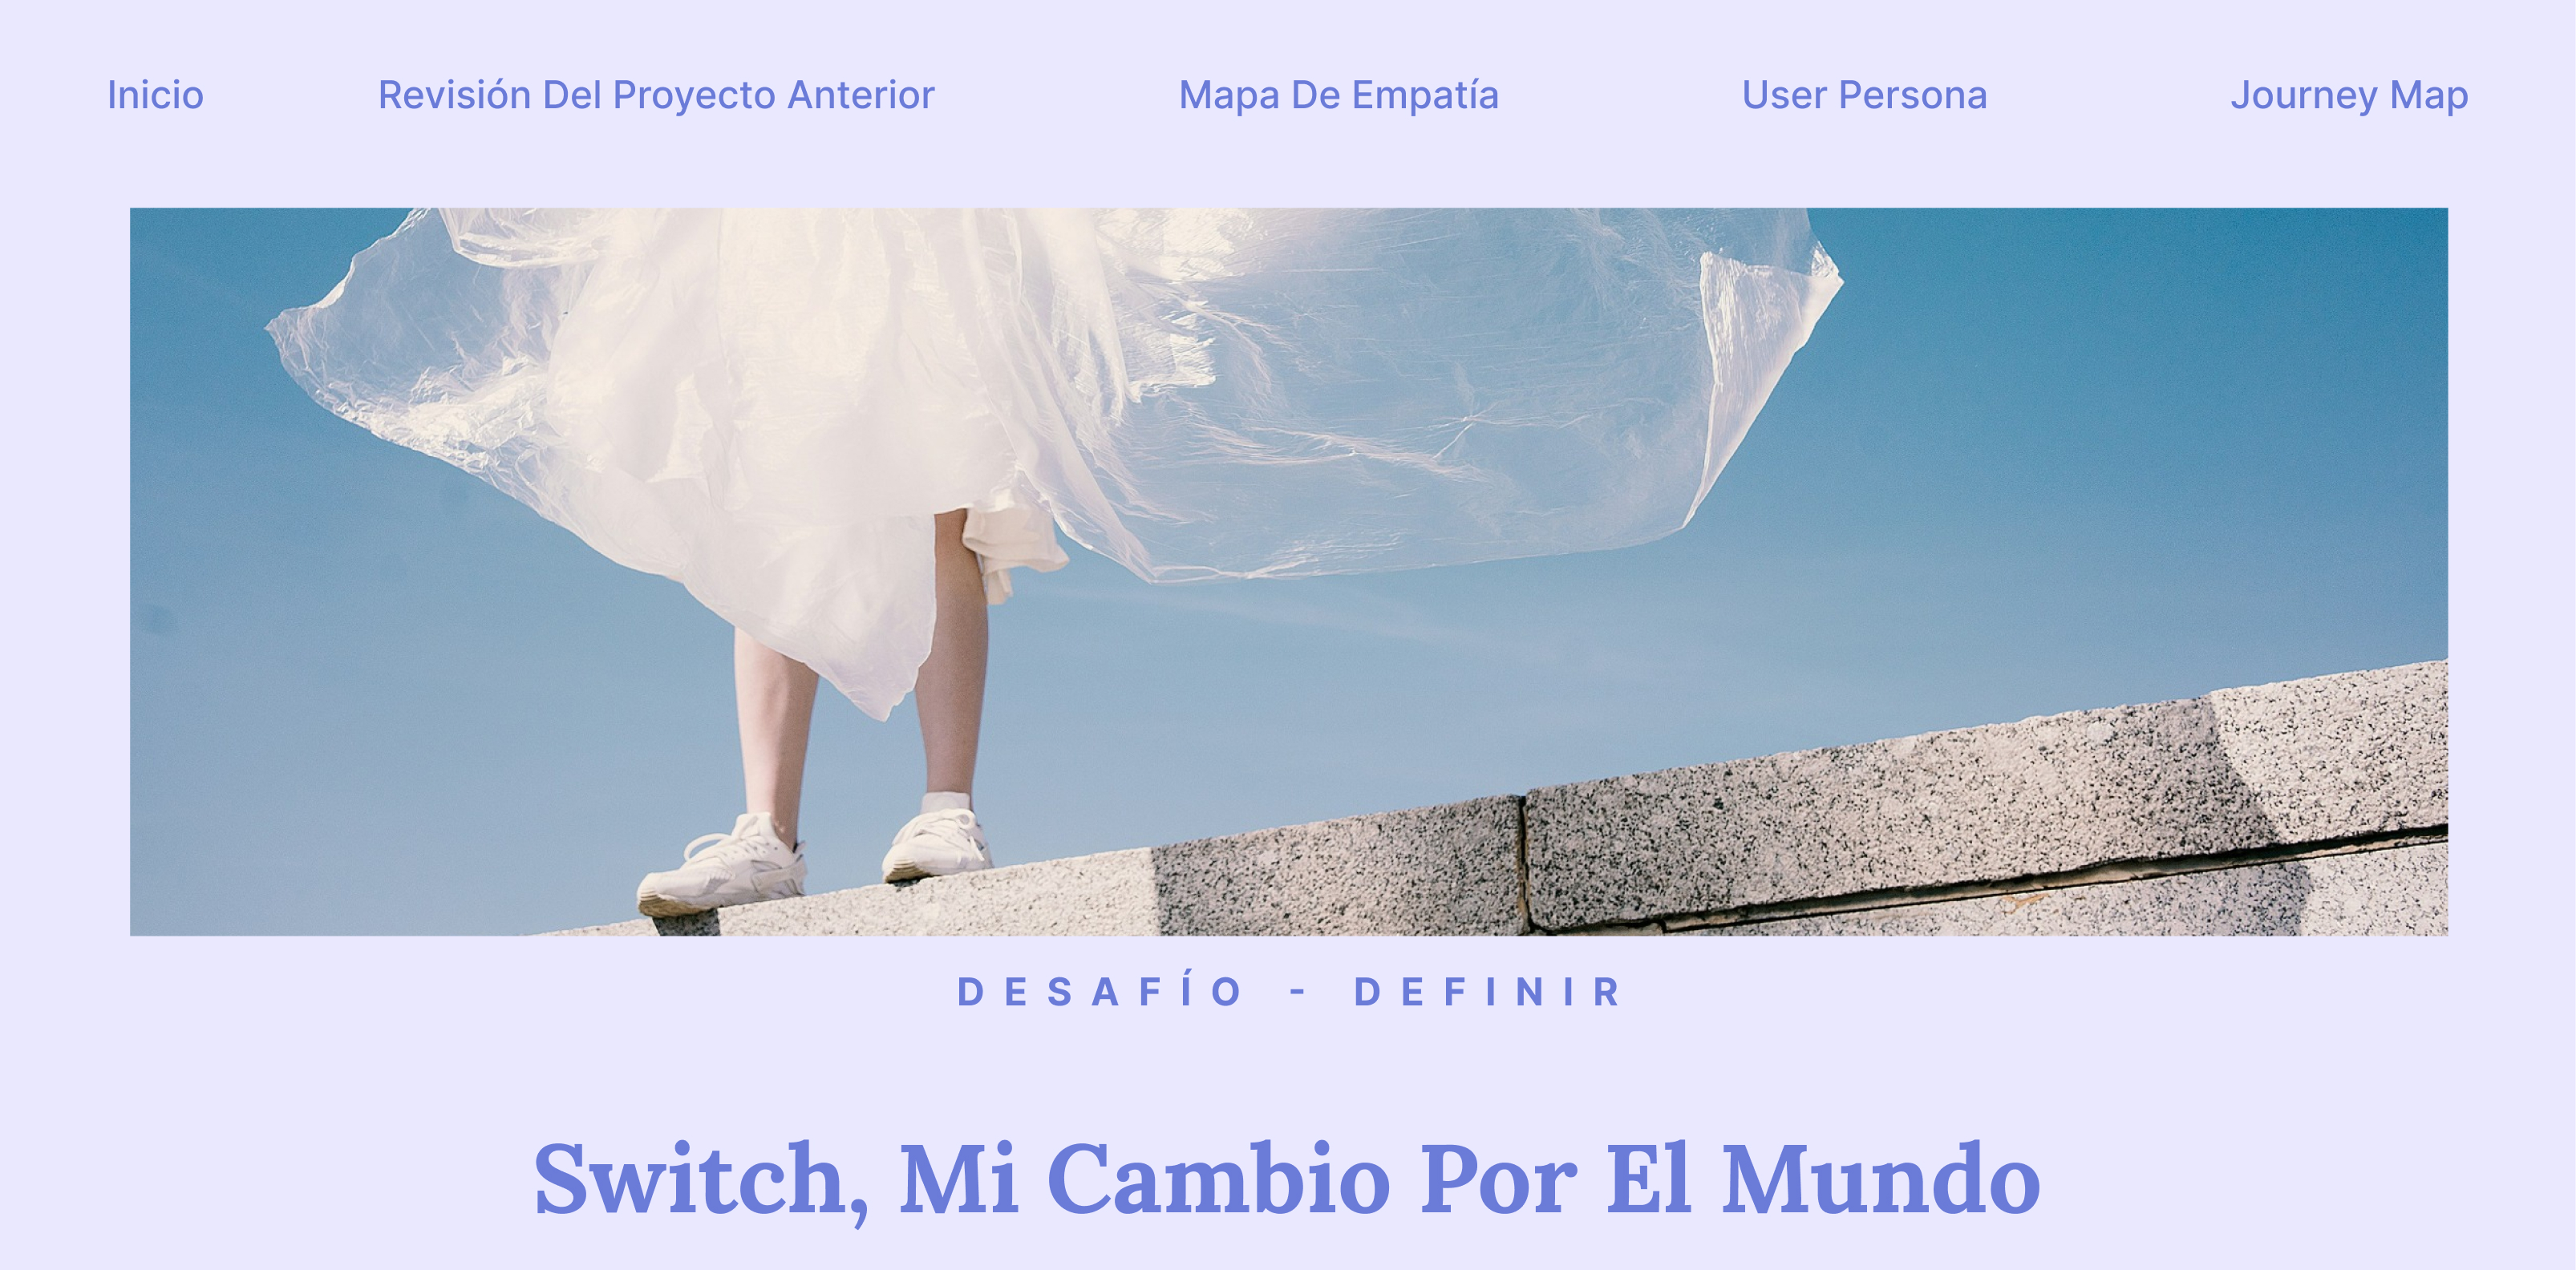 Inicio
Revisión Del Proyecto Anterior
Mapa De Empatía
User Persona
Journey Map
DESAFÍO - DEFINIR
Switch, Mi Cambio Por El Mundo